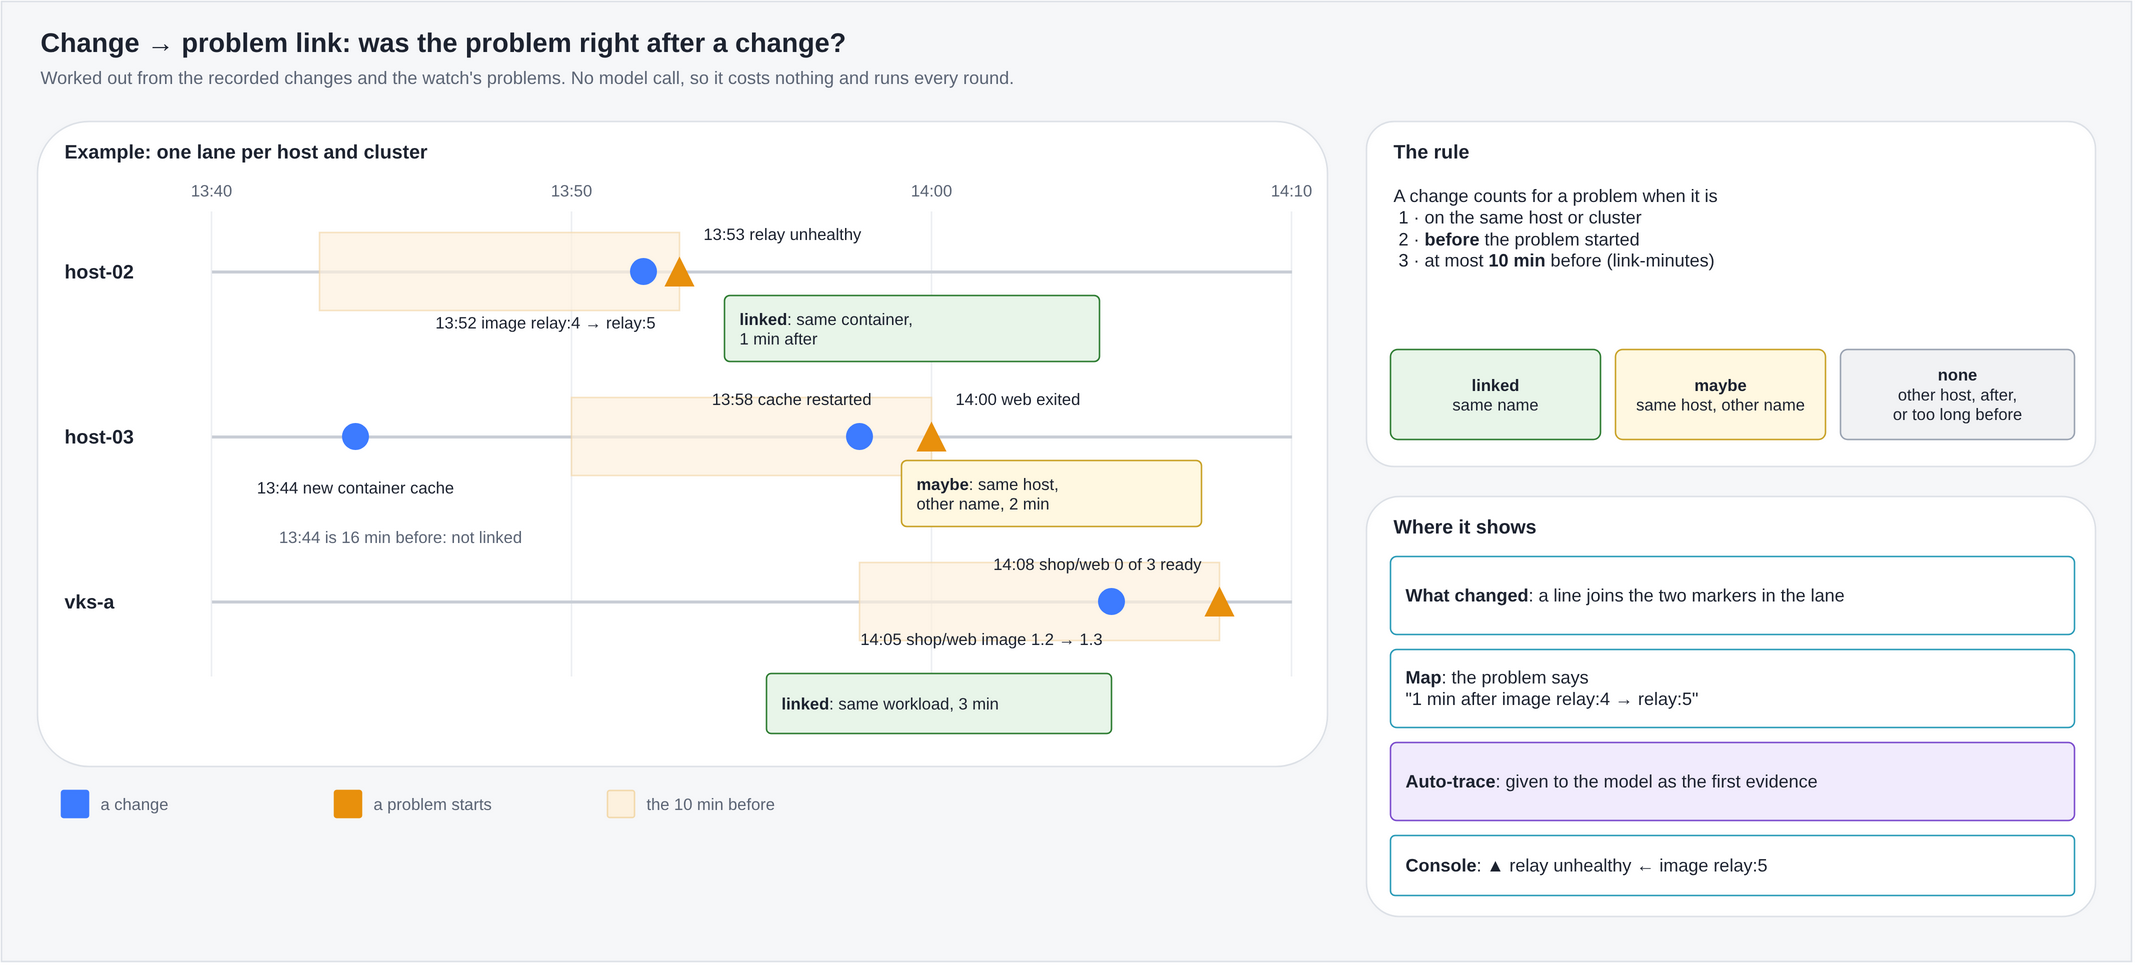 Change → problem link: was the problem right after a change?
Worked out from the recorded changes and the watch's problems. No model call, so it costs nothing and runs every round.
Example: one lane per host and cluster
13:40
13:50
14:00
14:10
13:53 relay unhealthy
host-02
13:52 image relay:4 → relay:5
linked: same container,
1 min after
13:58 cache restarted
14:00 web exited
host-03
13:44 new container cache
maybe: same host,
other name, 2 min
13:44 is 16 min before: not linked
14:08 shop/web 0 of 3 ready
vks-a
14:05 shop/web image 1.2 → 1.3
linked: same workload, 3 min
a change
a problem starts
the 10 min before
The rule
A change counts for a problem when it is
1 · on the same host or cluster
2 · before the problem started
3 · at most 10 min before (link-minutes)
linked
same name
maybe
same host, other name
none
other host, after,
or too long before
Where it shows
What changed: a line joins the two markers in the lane
Map: the problem says
"1 min after image relay:4 → relay:5"
Auto-trace: given to the model as the first evidence
Console: ▲ relay unhealthy ← image relay:5